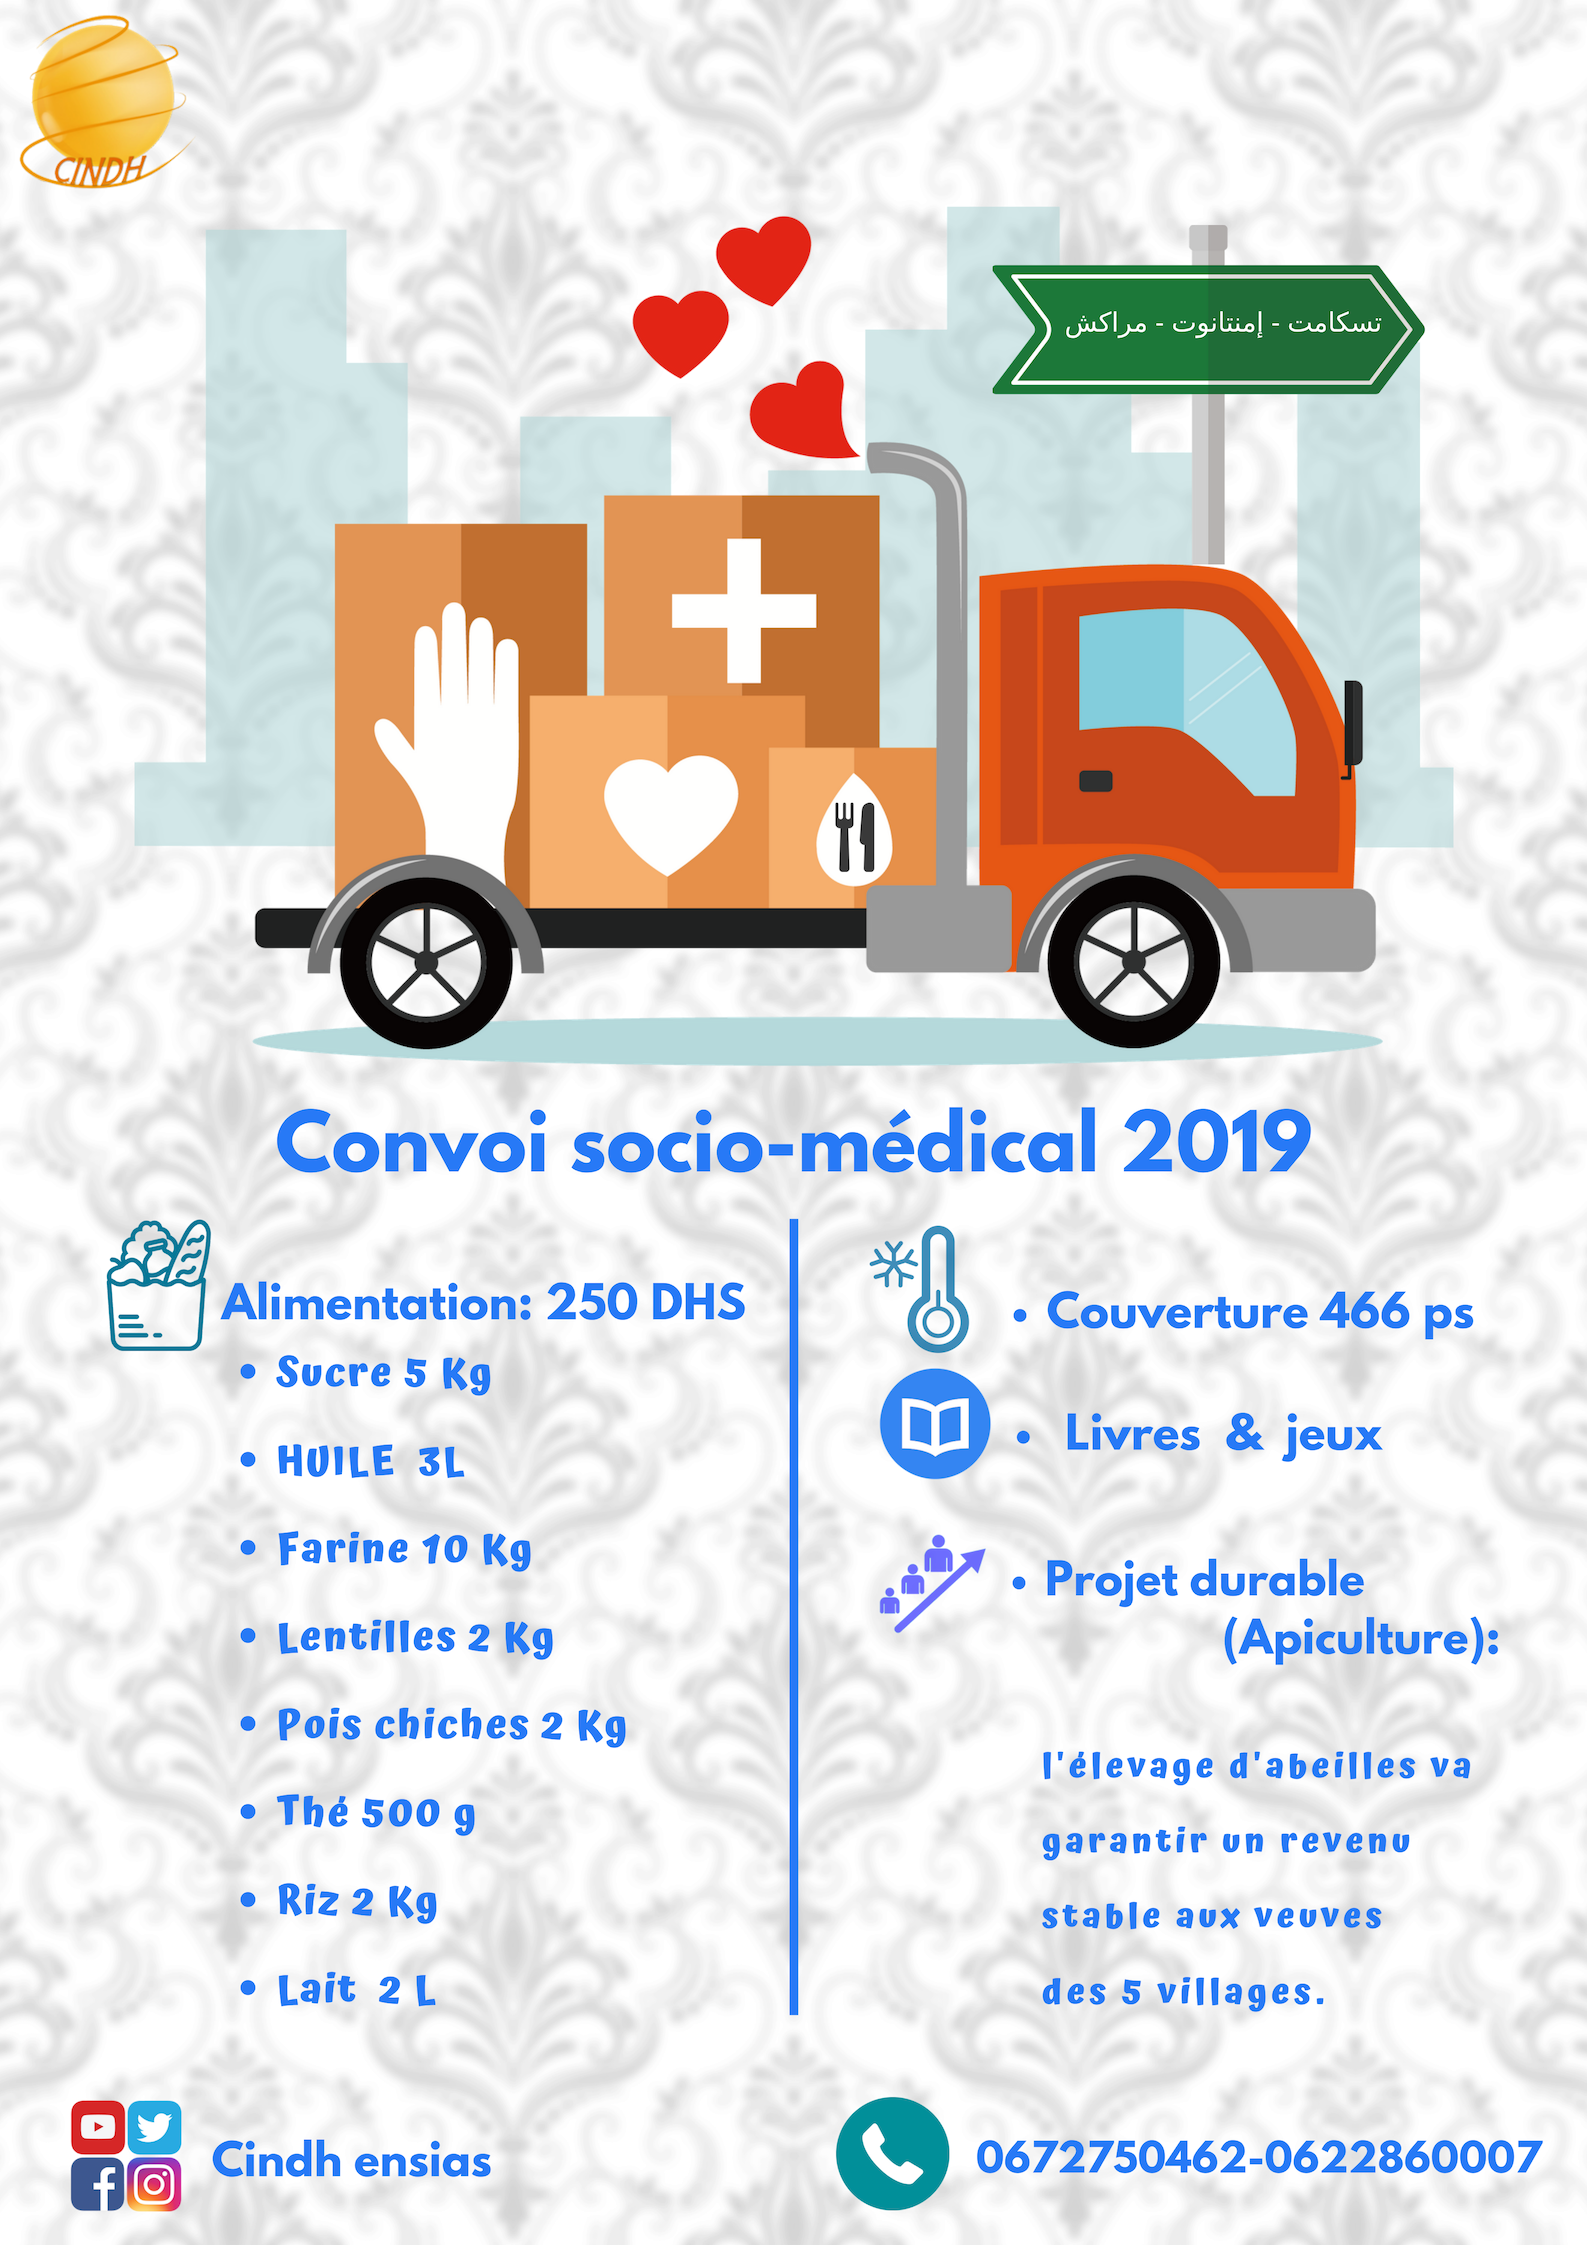 CINDH
تسكامت - إمنتانوت - مراكش
Convoi socio-médical 2019
Alimentation: 250 DHS
• Sucre 5 Kg
• HUILE 3L
• Farine 10 Kg
• Lentilles 2 Kg
• Pois chiches 2 Kg
• Thé 500 g
• Riz 2 Kg
• Lait 2 L
• Couverture 466 ps
• Livres & jeux
• Projet durable
(Apiculture):
l'élevage d'abeilles va
garantir un revenu
stable aux veuves
des 5 villages.
Cindh ensias
0672750462-0622860007